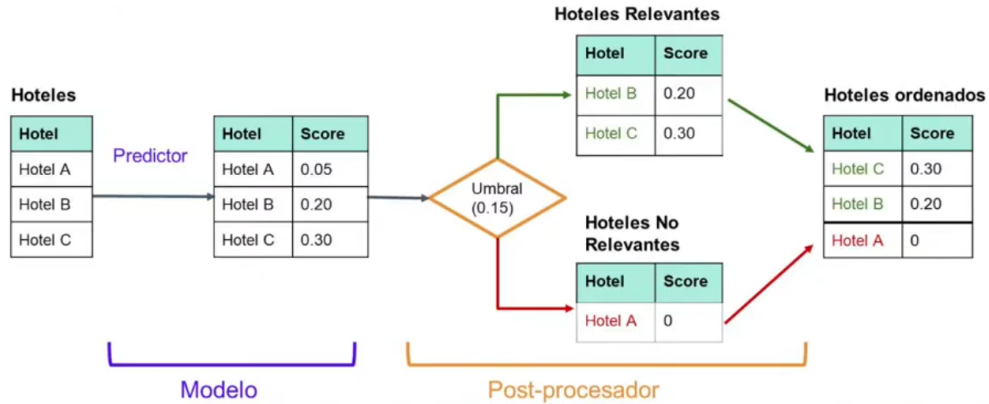 Hoteles
Hotel
Hotel A
Hotel B
Hotel C
Predictor
Hotel Score
Hotel A 0.05
Hotel B 0.20
Hotel C 0.30
Modelo
Umbral
(0.15)
Hoteles Relevantes
Hotel Score
Hotel B 0.20
Hotel C 0.30
Hoteles No
Relevantes
Hotel Score
Hotel A 0
Post-procesador
Hoteles ordenados
Hotel Score
Hotel C 0.30
Hotel B 0.20
Hotel A 0